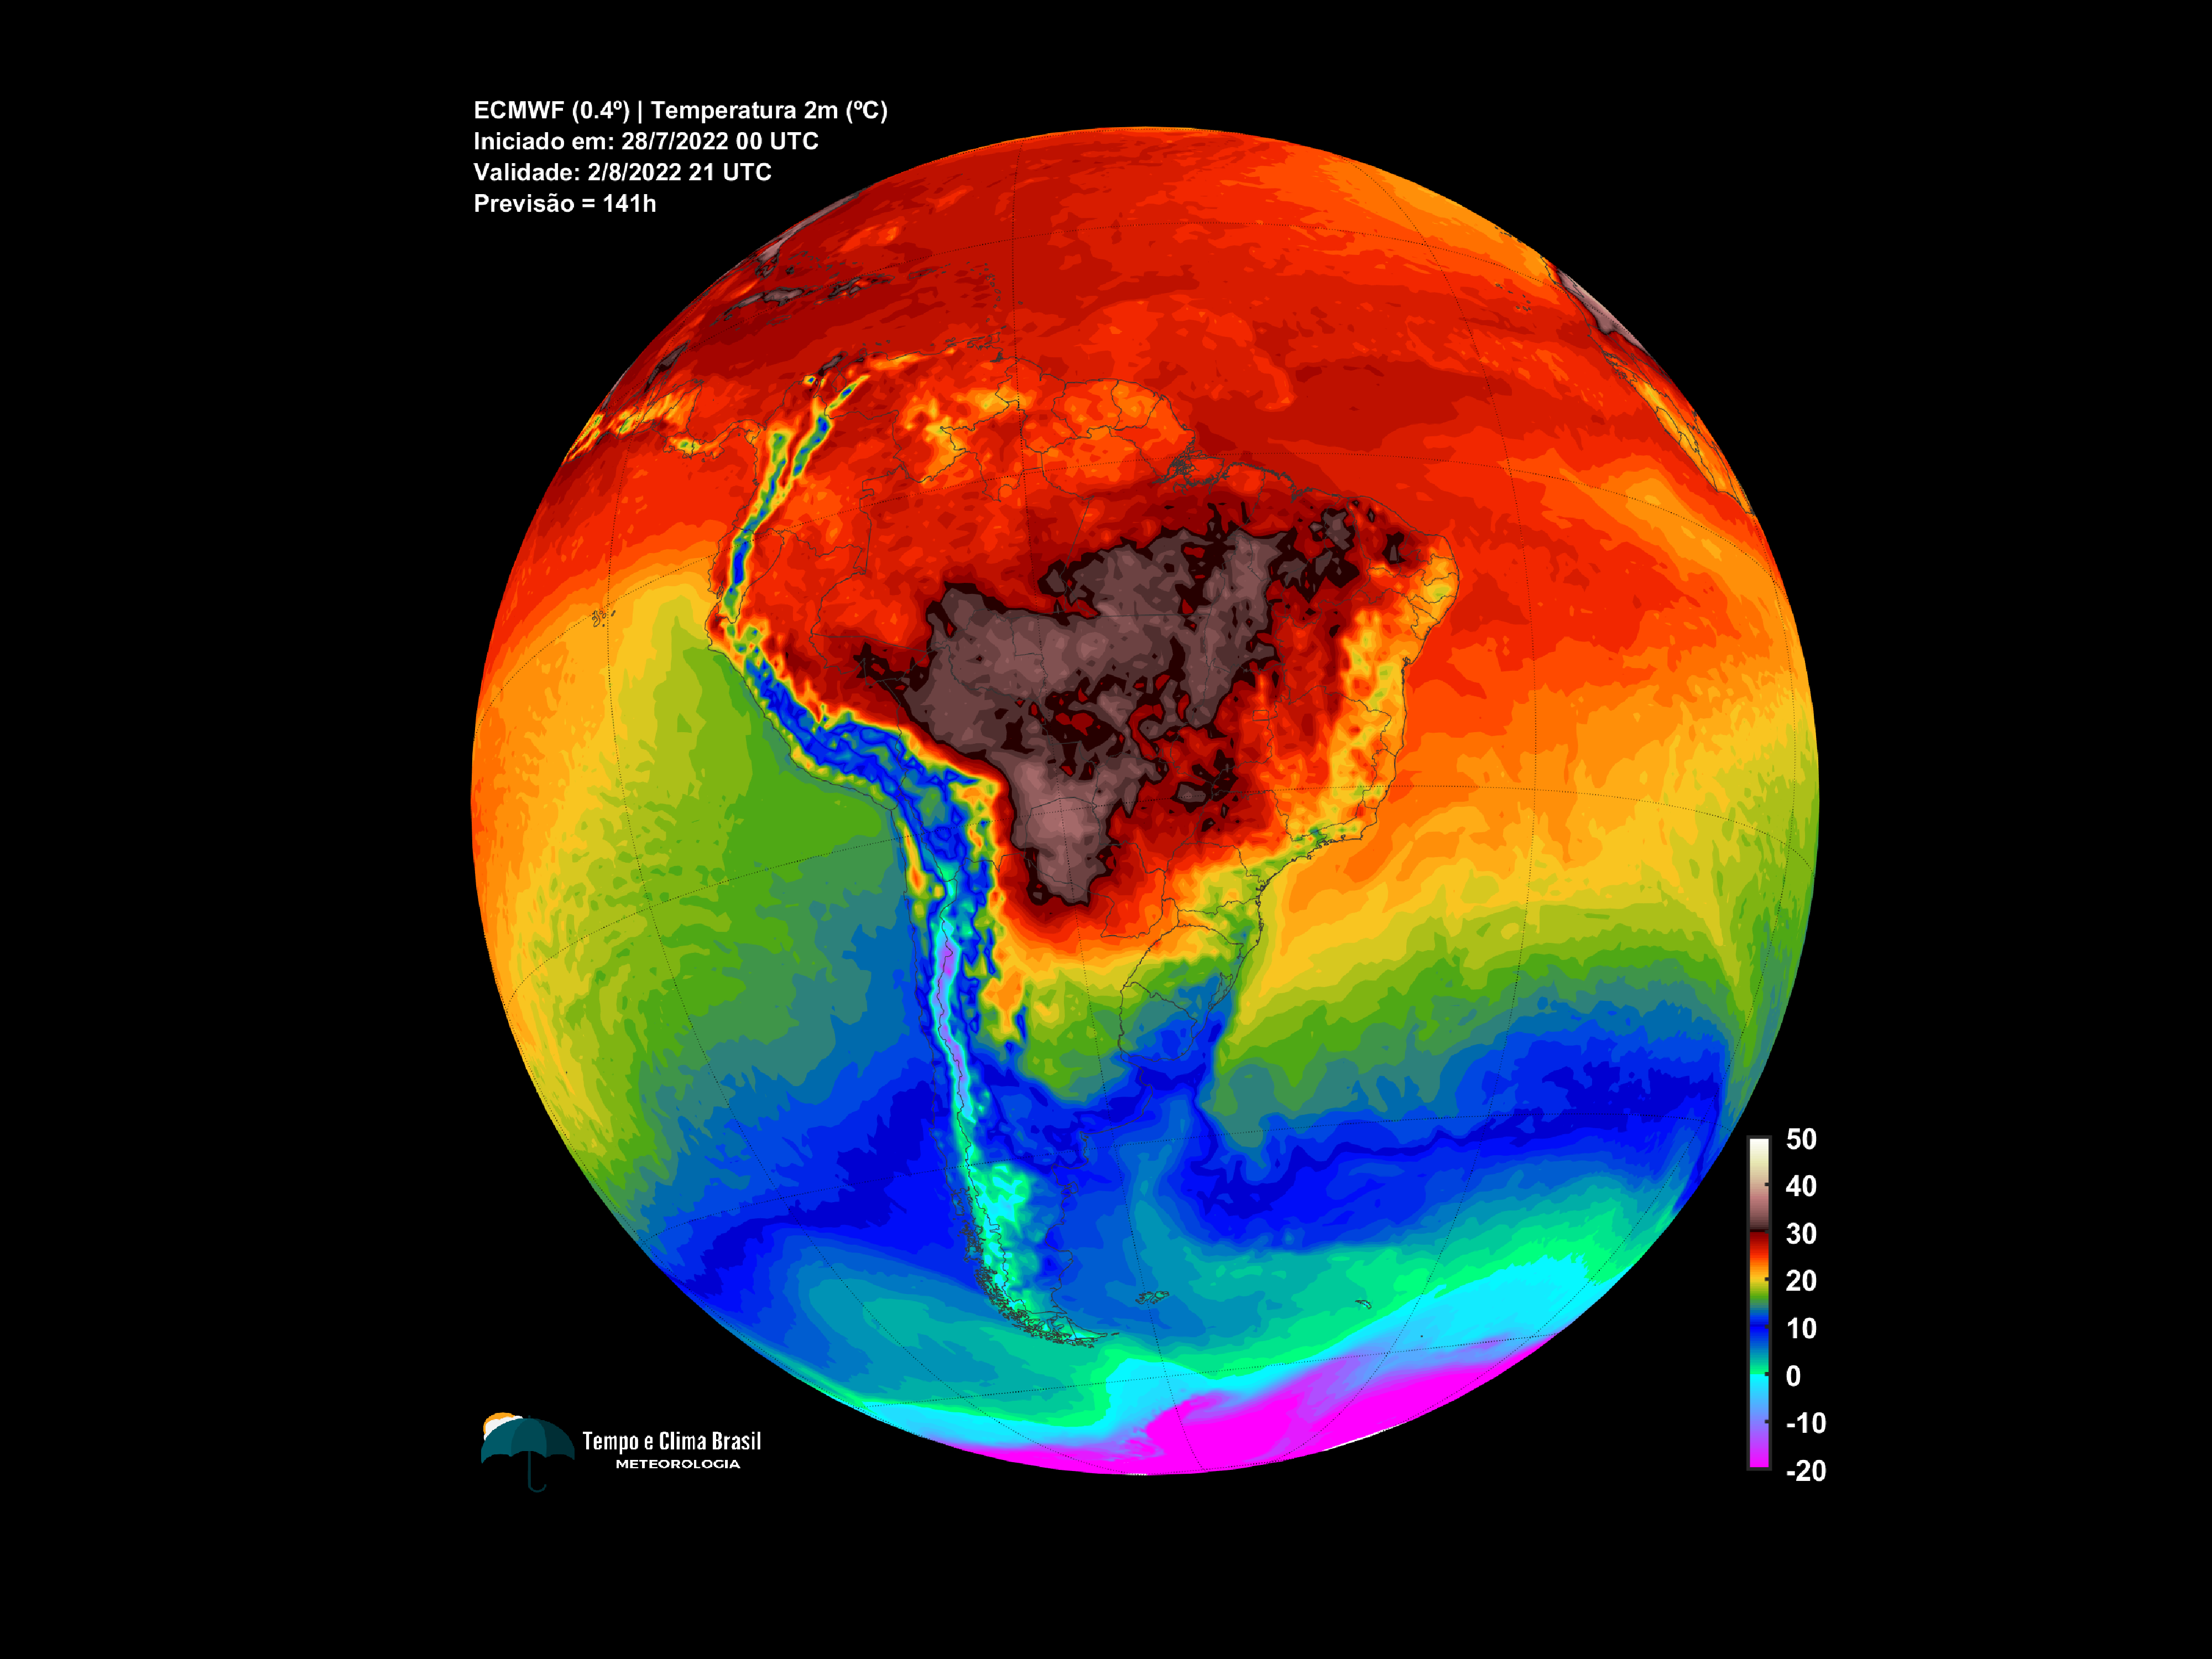 ECMWF (0.4º) | Temperatura 2m (ºC)
Iniciado em: 28/7/2022 00 UTC
Validade: 2/8/2022 21 UTC
Previsão = 141h
50
40
30
20
10
0
-10
-20
Tempo e Clima Brasil
METEOROLOGIA